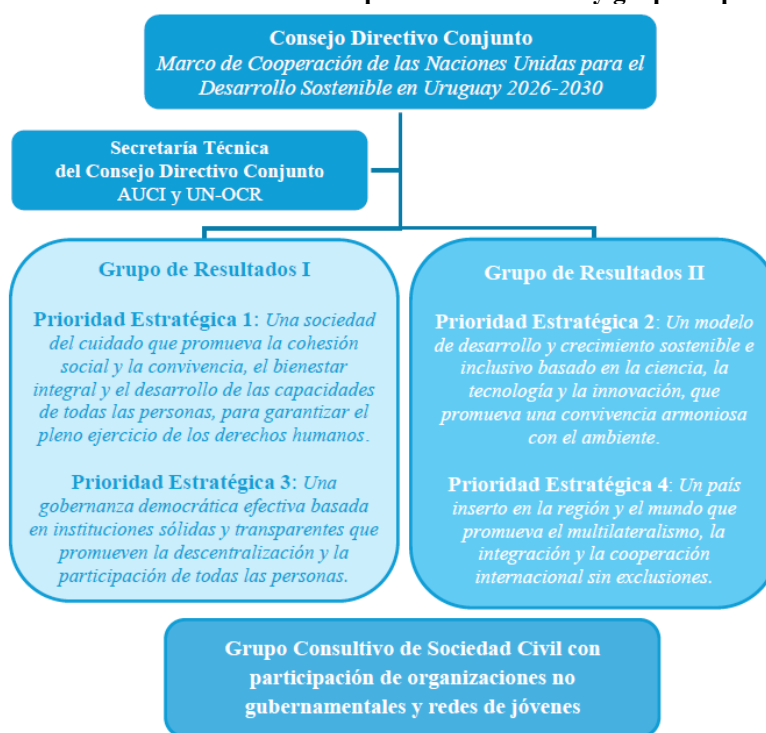 Consejo Directivo Conjunto
Marco de Cooperación de las Naciones Unidas para el
Desarrollo Sostenible en Uruguay 2026-2030
Secretaría Técnica
del Consejo Directivo Conjunto
AUCI y UN-OCR
Grupo de Resultados I
Prioridad Estratégica 1: Una sociedad
del cuidado que promueva la cohesión
social y la convivencia, el bienestar
integral y el desarrollo de las capacidades
de todas las personas, para garantizar el
pleno ejercicio de los derechos humanos.
Prioridad Estratégica 3: Una
gobernanza democrática efectiva basada
en instituciones sólidas y transparentes que
promueven la descentralización y la
participación de todas las personas.
Grupo de Resultados II
Prioridad Estratégica 2: Un modelo
de desarrollo y crecimiento sostenible e
inclusivo basado en la ciencia, la
tecnología y la innovación, que
promueva una convivencia armoniosa
con el ambiente.
Prioridad Estratégica 4: Un país
inserto en la región y el mundo que
promueva el multilateralismo, la
integración y la cooperación
internacional sin exclusiones.
Grupo Consultivo de Sociedad Civil con
participación de organizaciones no
gubernamentales y redes de jóvenes